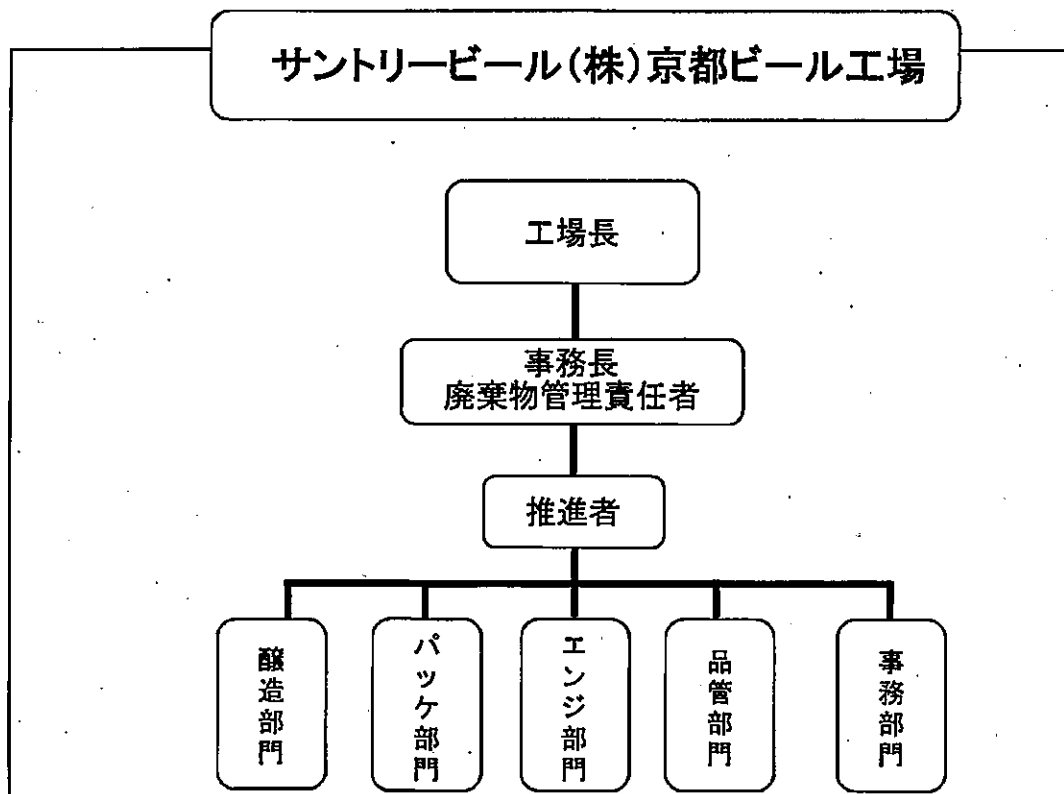 サントリービール(株)京都ビール工場
工場長
事務長
廃棄物管理責任者
推進者
醸造部門
パッケ部門
エンジ部門
品管部門
事務部門